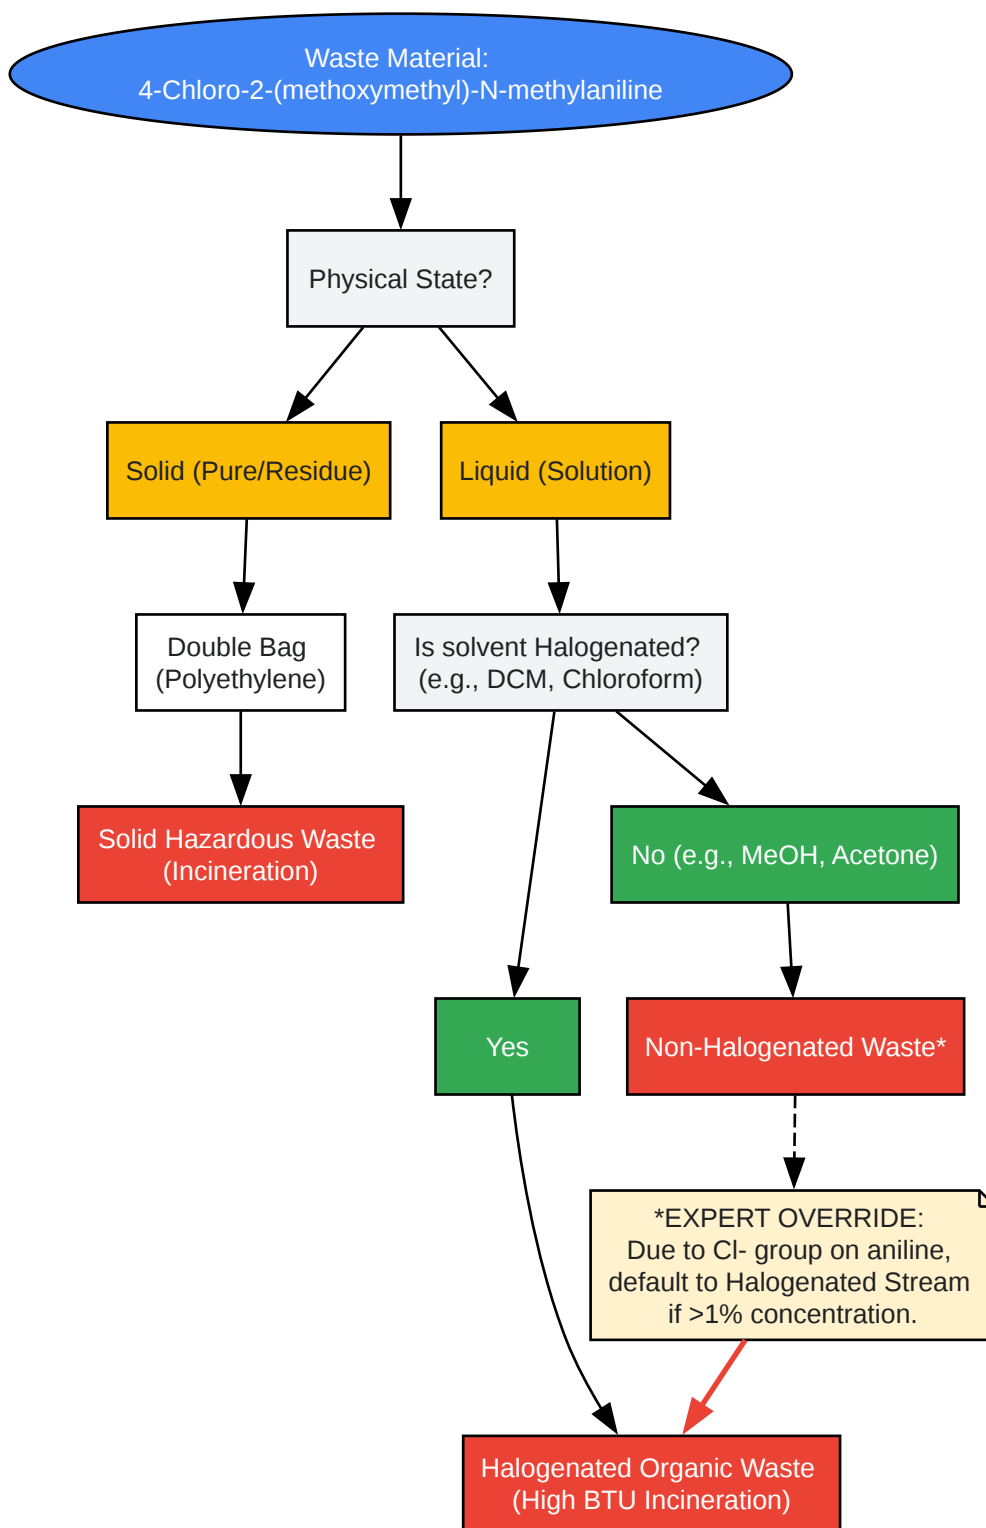 Waste Material:
4-Chloro-2-(methoxymethyl)-N-methylaniline
Physical State?
Solid (Pure/Residue)
Liquid (Solution)
Double Bag
(Polyethylene)
Is solvent Halogenated?
(e.g., DCM, Chloroform)
Solid Hazardous Waste
(Incineration)
No (e.g., MeOH, Acetone)
Yes
Non-Halogenated Waste*
*EXPERT OVERRIDE:
Due to Cl- group on aniline,
default to Halogenated Stream
if >1% concentration.
Halogenated Organic Waste
(High BTU Incineration)